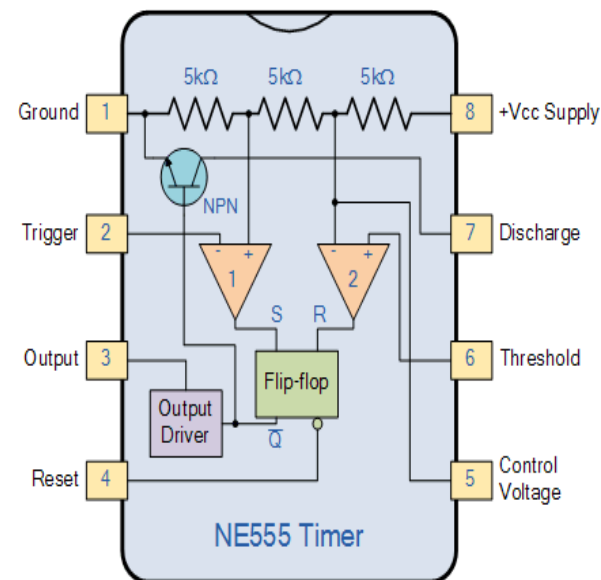 5kΩ 5kΩ 5kΩ
Ground 1
8 +Vcc Supply
NPN
Trigger 2
7 Discharge
- + - +
1 2
S R
Output 3
6 Threshold
Flip-flop
Output
Driver
Q̅
Reset 4
5 Control
Voltage
NE555 Timer